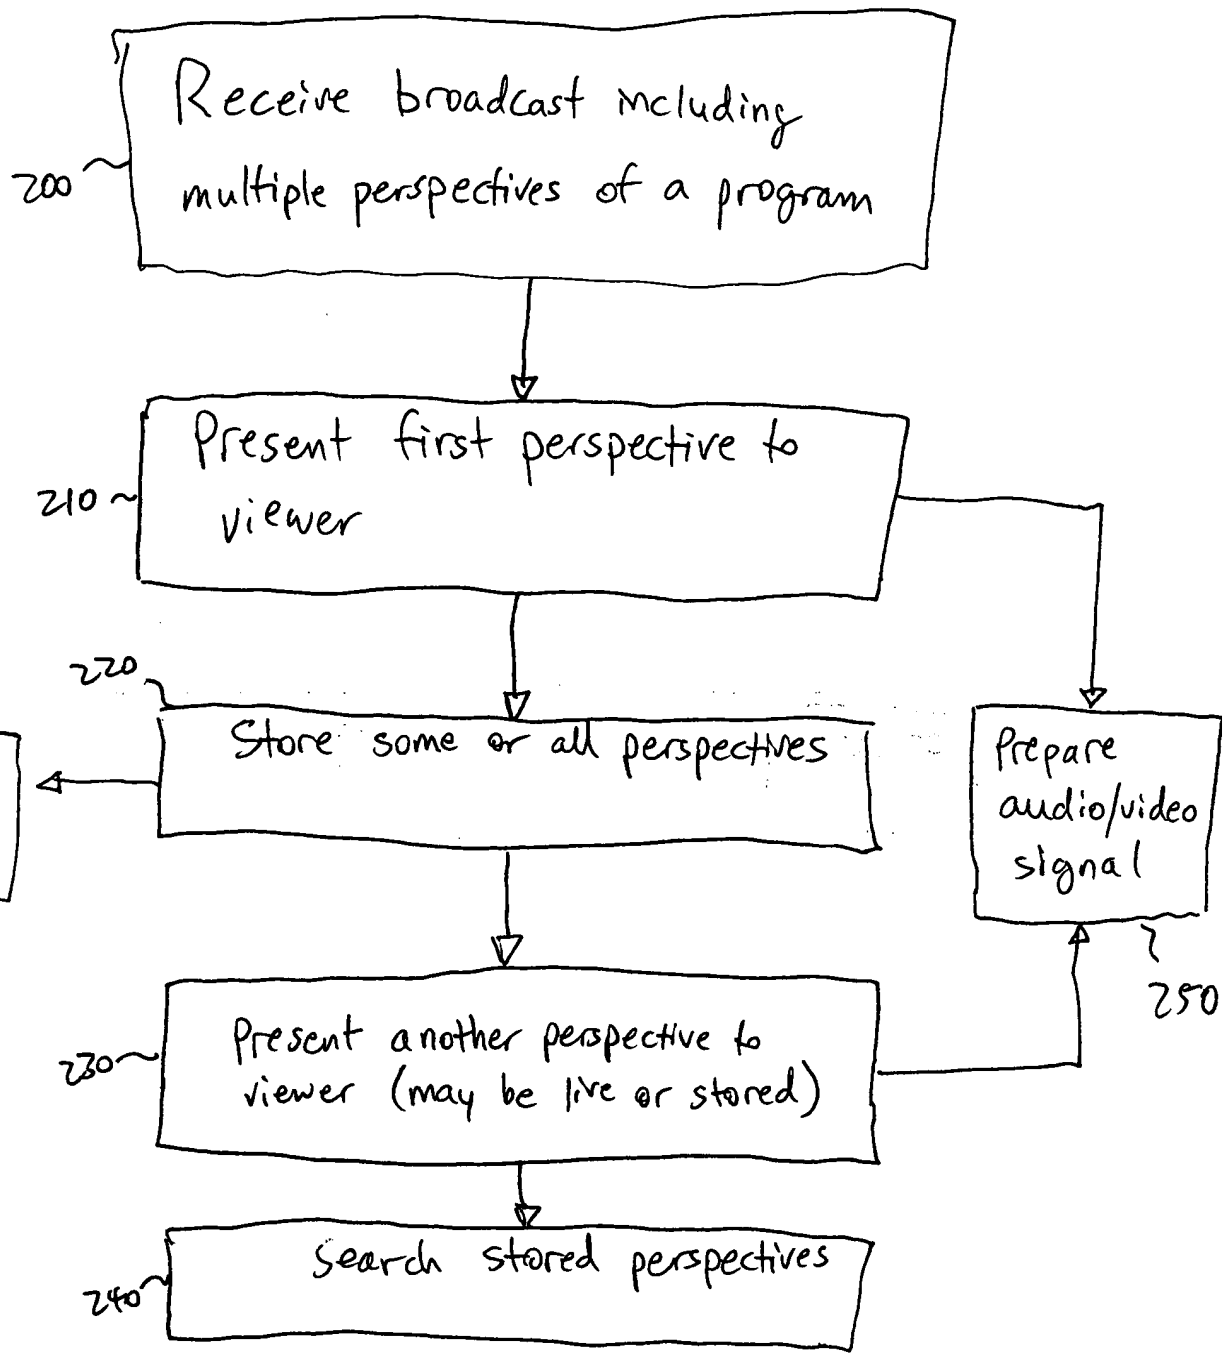 Receive broadcast including
multiple perspectives of a program
200
Present first perspective to
viewer
210
220
Store some or all perspectives
Prepare
audio/video
signal
250
Present another perspective to
viewer (may be live or stored)
230
Search stored perspectives
240